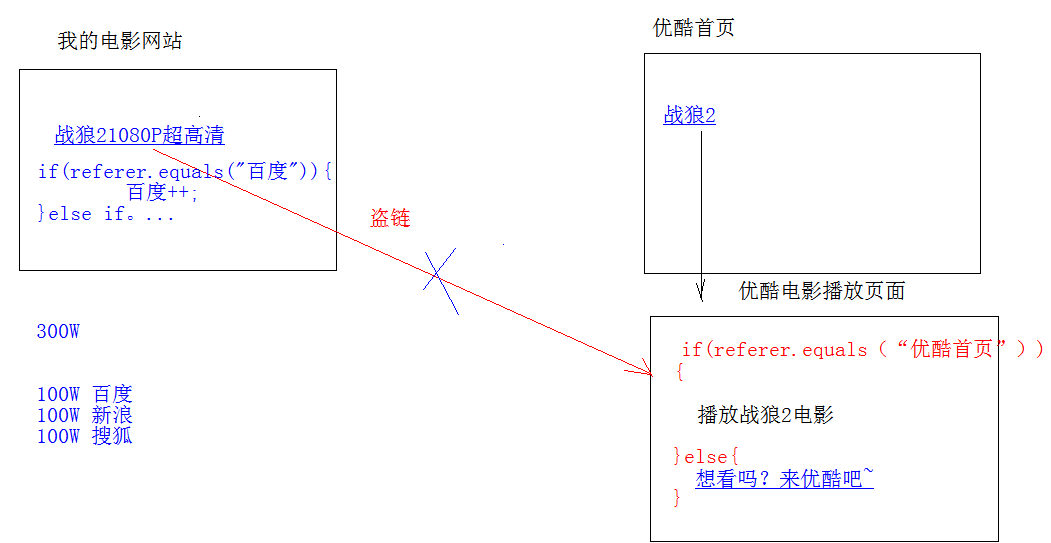 我的电影网站
战狼21080P超高清
if(referer.equals("百度")){
百度++;
}else if。...
盗链
300W
100W 百度
100W 新浪
100W 搜狐
优酷首页
战狼2
优酷电影播放页面
if(referer.equals（“优酷首页”））
{
播放战狼2电影
}else{
想看吗？来优酷吧~
}